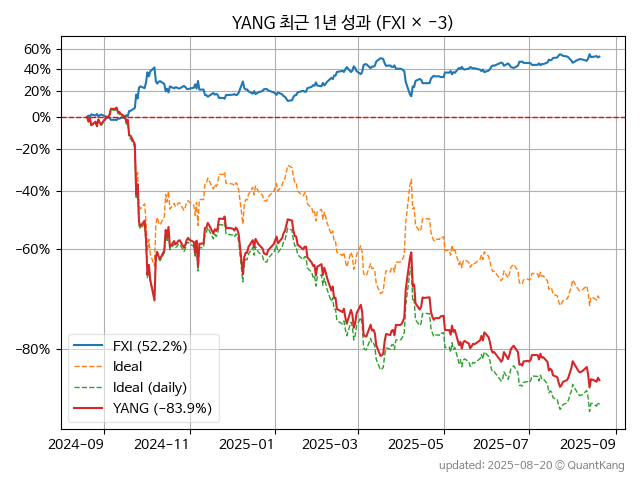 YANG 최근 1년 성과 (FXI × −3)
60%
40%
20%
0%
−20%
−40%
−60%
−80%
FXI (52.2%)
Ideal
Ideal (daily)
YANG (−83.9%)
2024-09 2024-11 2025-01 2025-03 2025-05 2025-07 2025-09
updated: 2025-08-20 © QuantKang